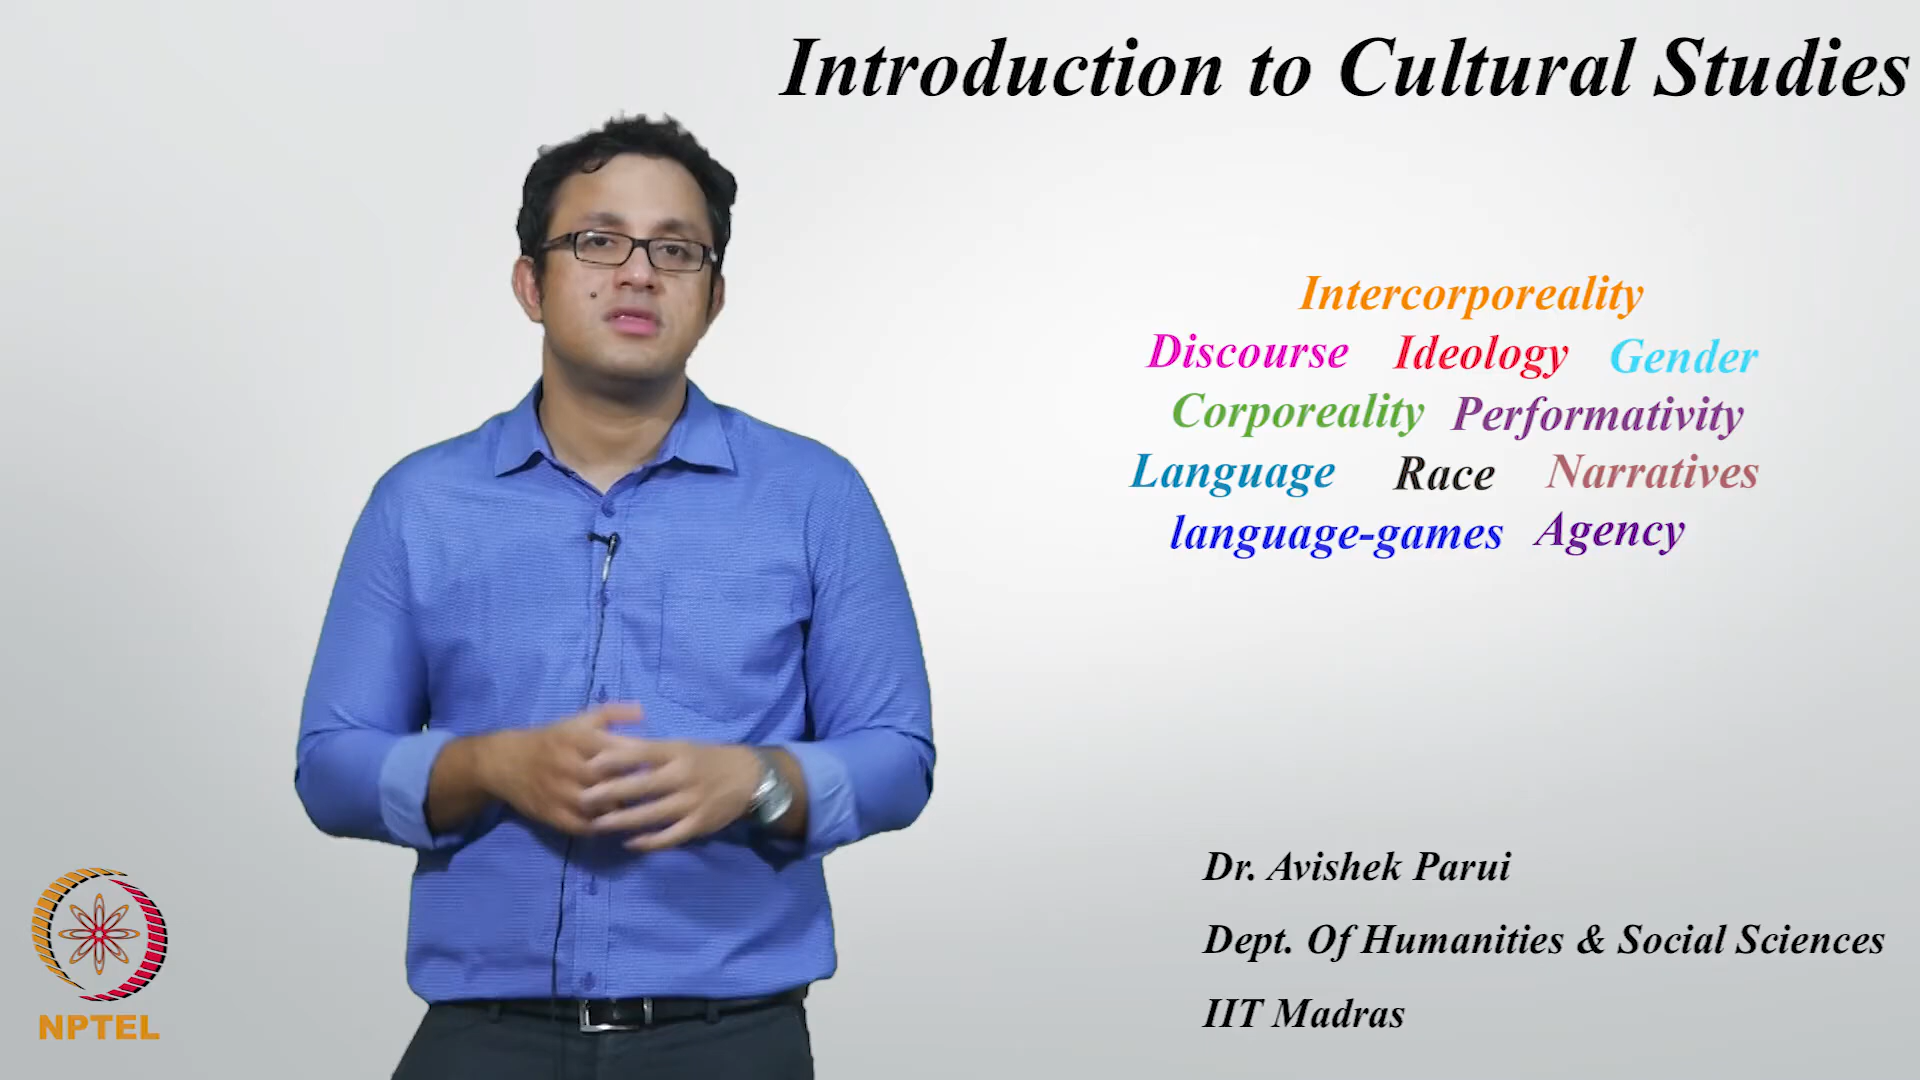 Introduction to Cultural Studies
Intercorporeality
Discourse Ideology Gender
Corporeality Performativity
Language Race Narratives
language-games Agency
Dr. Avishek Parui
Dept. Of Humanities & Social Sciences
IIT Madras
NPTEL